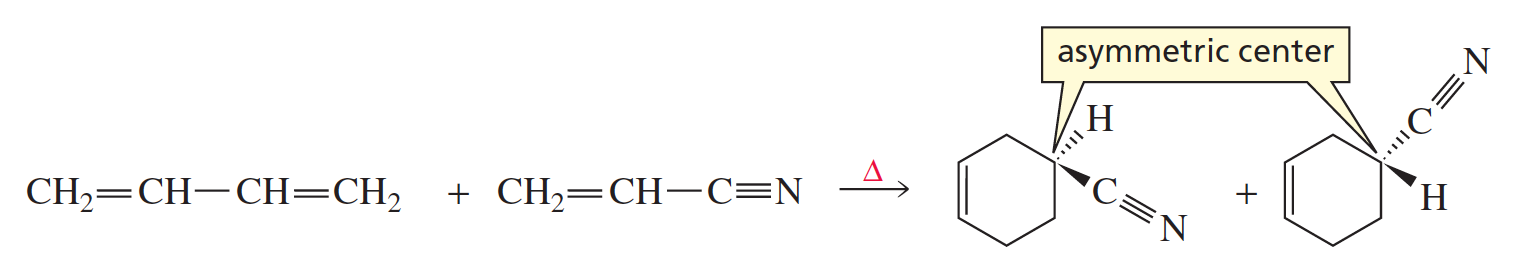 asymmetric center
CH₂=CH—CH=CH₂ + CH₂=CH—C≡N Δ H C≡N + C≡N H